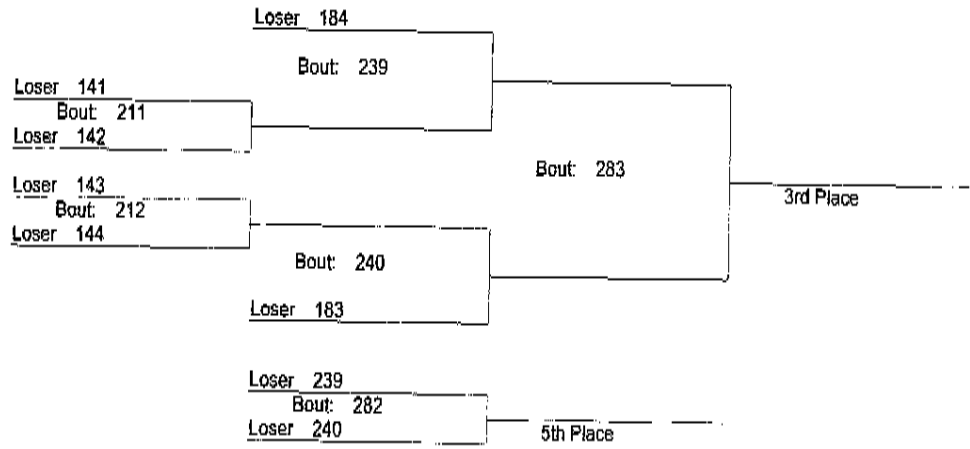 Loser 184
Bout: 239
Loser 141
Bout: 211
Loser 142
Bout: 283
Loser 143
3rd Place
Bout: 212
Loser 144
Bout: 240
Loser 183
Loser 239
Bout: 282
Loser 240
5th Place